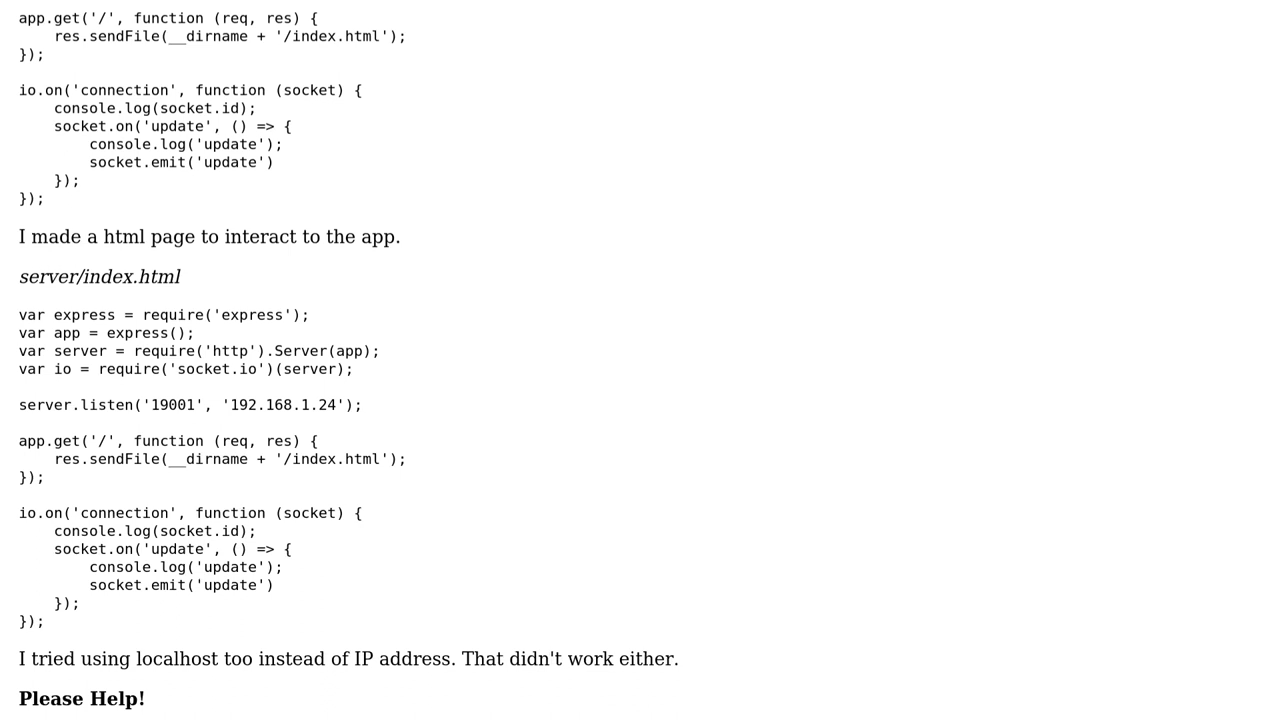 app.get('/', function (req, res) {
    res.sendFile(__dirname + '/index.html');
});

io.on('connection', function (socket) {
    console.log(socket.id);
    socket.on('update', () => {
        console.log('update');
        socket.emit('update')
    });
});

I made a html page to interact to the app.

server/index.html

var express = require('express');
var app = express();
var server = require('http').Server(app);
var io = require('socket.io')(server);

server.listen('19001', '192.168.1.24');

app.get('/', function (req, res) {
    res.sendFile(__dirname + '/index.html');
});

io.on('connection', function (socket) {
    console.log(socket.id);
    socket.on('update', () => {
        console.log('update');
        socket.emit('update')
    });
});

I tried using localhost too instead of IP address. That didn't work either.

Please Help!